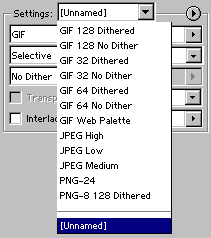 Settings: [Unnamed]
GIF
Selective
No Dither
Transp
Interlac
GIF 128 Dithered
GIF 128 No Dither
GIF 32 Dithered
GIF 32 No Dither
GIF 64 Dithered
GIF 64 No Dither
GIF Web Palette
JPEG High
JPEG Low
JPEG Medium
PNG-24
PNG-8 128 Dithered
[Unnamed]